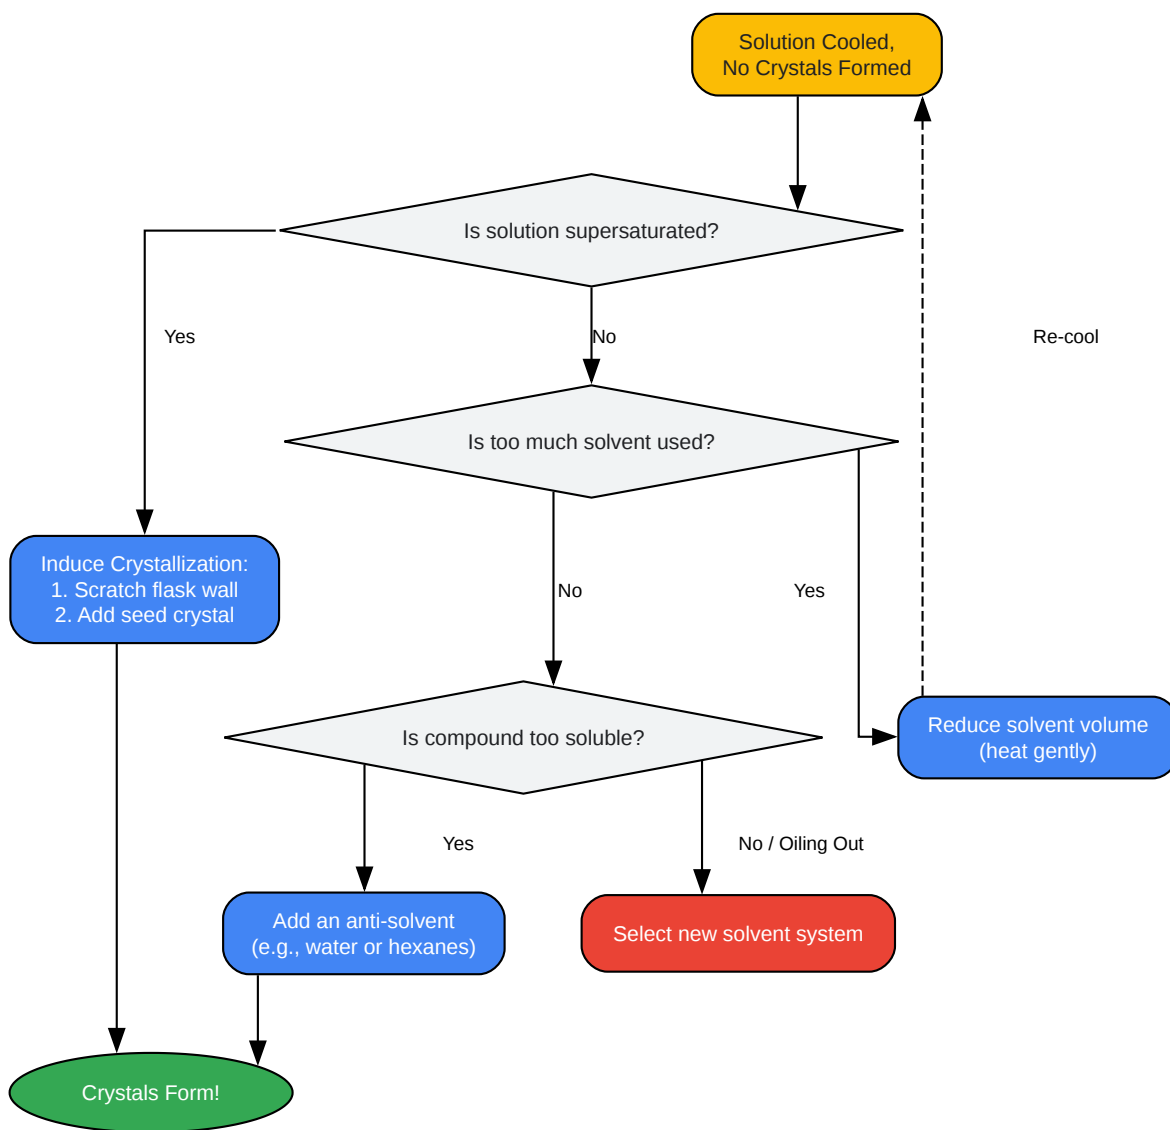 Solution Cooled,
No Crystals Formed
Is solution supersaturated?
Yes
No
Re-cool
Is too much solvent used?
Induce Crystallization:
1. Scratch flask wall
2. Add seed crystal
No
Yes
Is compound too soluble?
Reduce solvent volume
(heat gently)
Yes
No / Oiling Out
Add an anti-solvent
(e.g., water or hexanes)
Select new solvent system
Crystals Form!